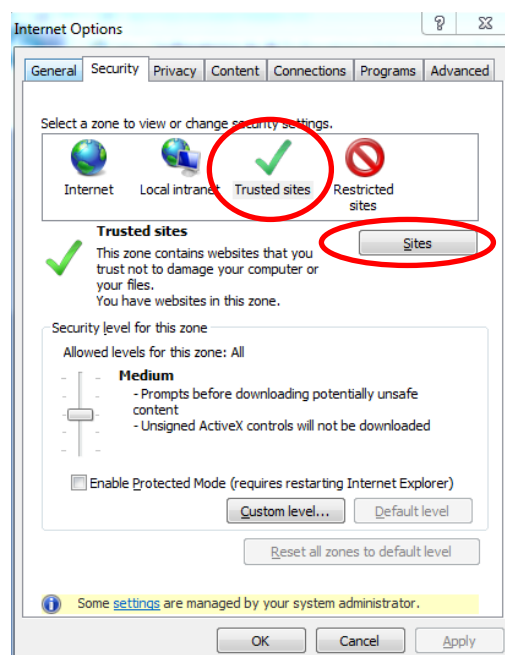 Internet Options
General Security Privacy Content Connections Programs Advanced
Select a zone to view or change security settings.
Internet Local intranet Trusted sites Restricted
sites
Trusted sites
Sites
This zone contains websites that you
trust not to damage your computer or
your files.
You have websites in this zone.
Security level for this zone
Allowed levels for this zone: All
Medium
- Prompts before downloading potentially unsafe
content
- Unsigned ActiveX controls will not be downloaded
Enable Protected Mode (requires restarting Internet Explorer)
Custom level... Default level
Reset all zones to default level
Some settings are managed by your system administrator.
OK Cancel Apply